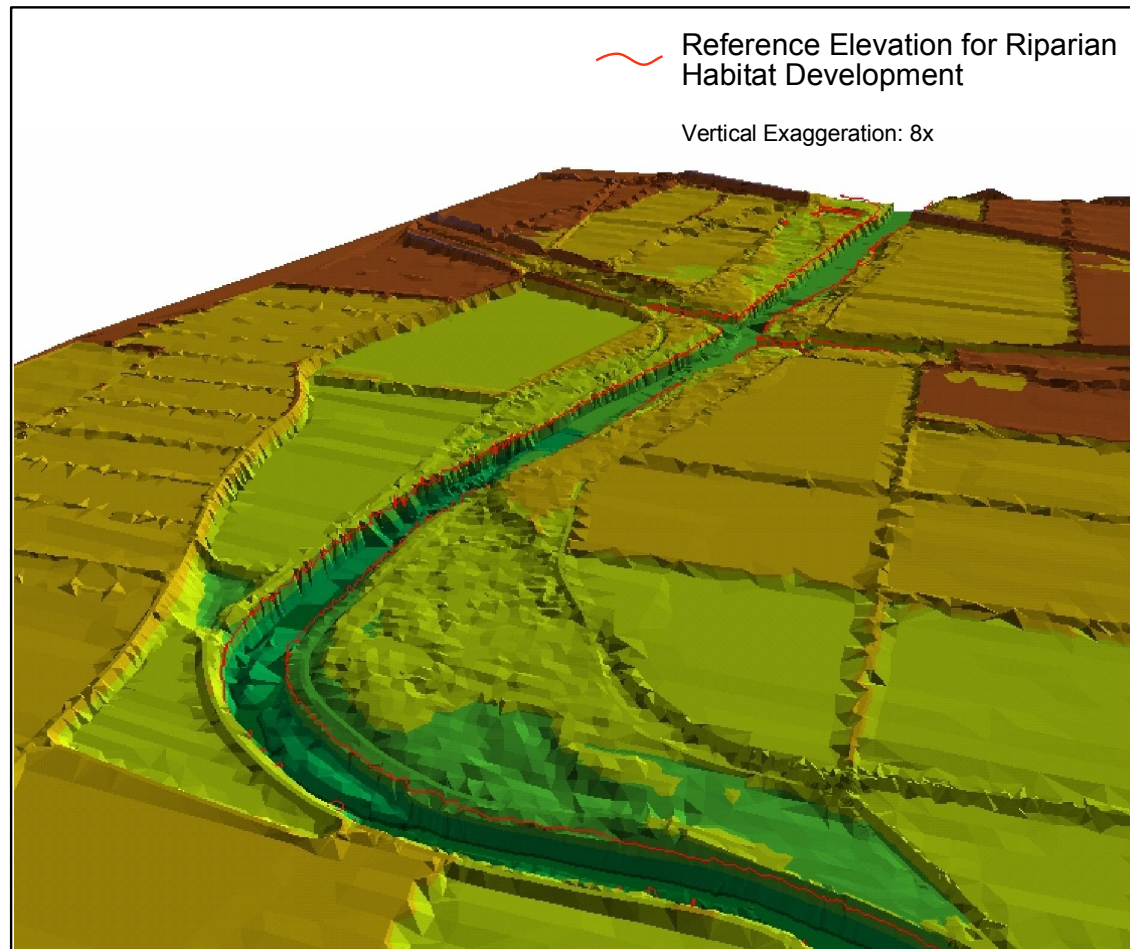 Reference Elevation for Riparian
Habitat Development
Vertical Exaggeration: 8x